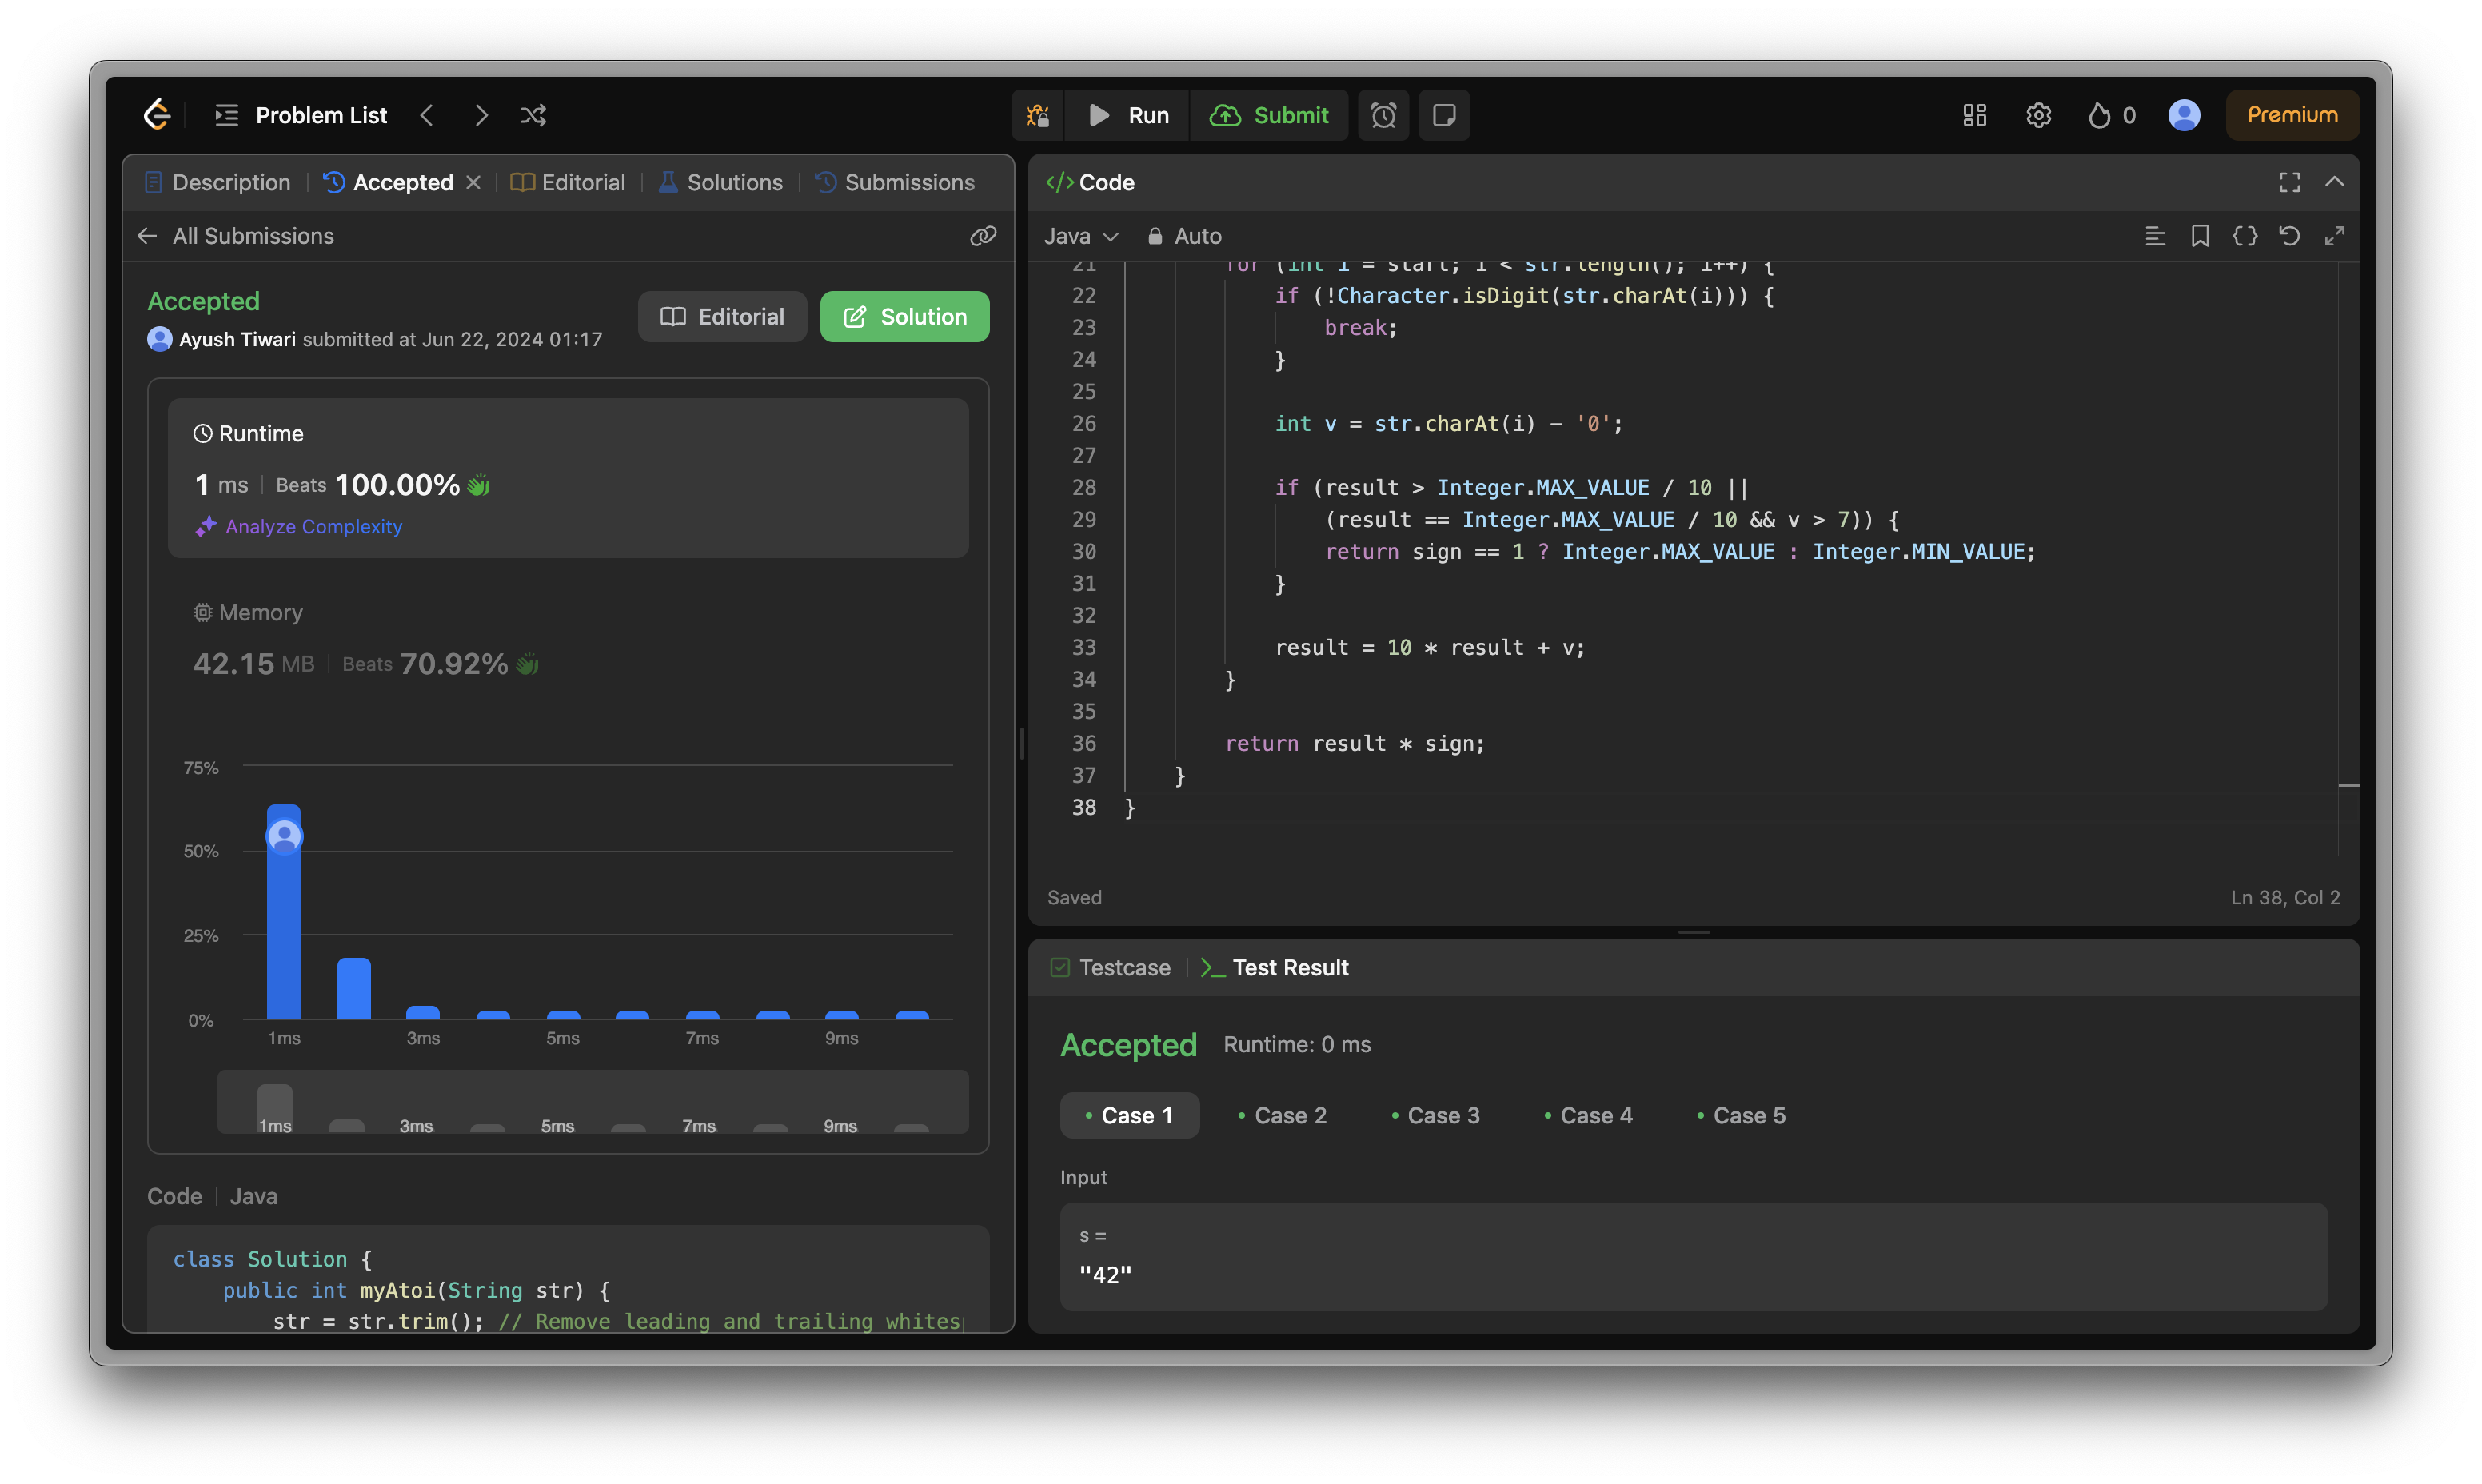 Problem List
Run
Submit
0
Premium
Description
Accepted
Editorial
Solutions
Submissions
All Submissions
Accepted
Ayush Tiwari submitted at Jun 22, 2024 01:17
Editorial
Solution
Runtime
1 ms | Beats 100.00%
Analyze Complexity
Memory
42.15 MB | Beats 70.92%
75%
50%
25%
0%
1ms 3ms 5ms 7ms 9ms
1ms 3ms 5ms 7ms 9ms
Code | Java
class Solution {
    public int myAtoi(String str) {
        str = str.trim(); // Remove leading and trailing whites
</> Code
Java
Auto
21         for (int i = start; i < str.length(); i++) {
22             if (!Character.isDigit(str.charAt(i))) {
23                 break;
24             }
25
26             int v = str.charAt(i) - '0';
27
28             if (result > Integer.MAX_VALUE / 10 ||
29                 (result == Integer.MAX_VALUE / 10 && v > 7)) {
30                 return sign == 1 ? Integer.MAX_VALUE : Integer.MIN_VALUE;
31             }
32
33             result = 10 * result + v;
34         }
35
36         return result * sign;
37     }
38 }
Saved
Ln 38, Col 2
Testcase
Test Result
Accepted
Runtime: 0 ms
Case 1
Case 2
Case 3
Case 4
Case 5
Input
s =
"42"